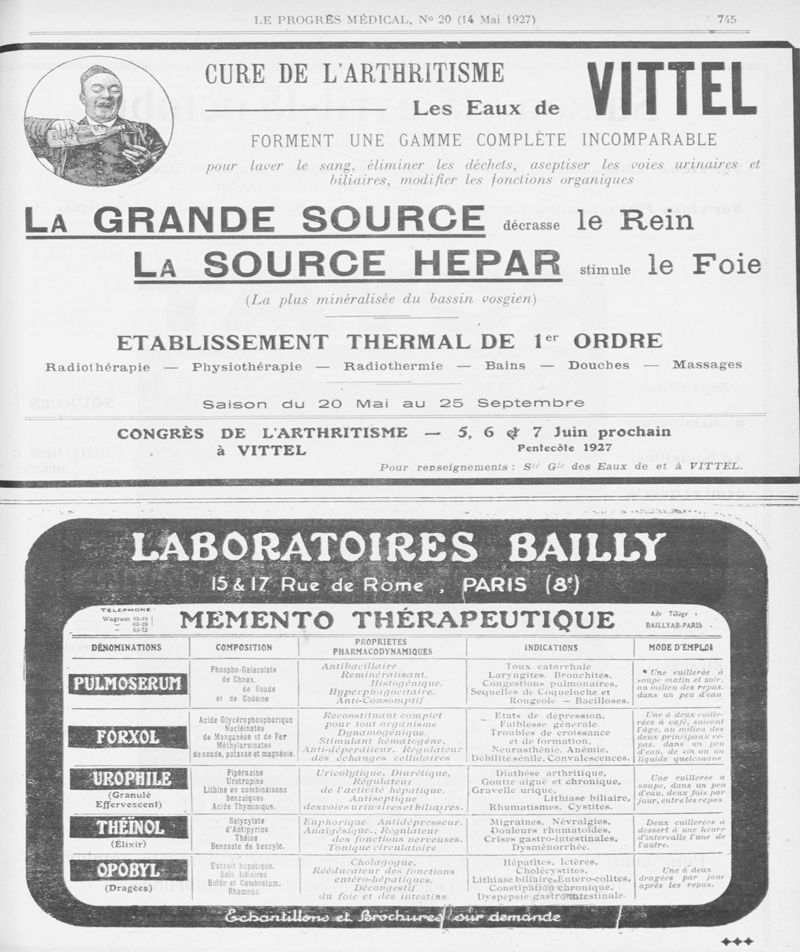 LE PROGRÈS MÉDICAL, No 20 (14 Mai 1927)
745
CURE DE L'ARTHRITISME
Les Eaux de VITTEL
FORMENT UNE GAMME COMPLÈTE INCOMPARABLE
pour laver le sang, éliminer les déchets, aseptiser les voies urinaires et
biliaires, modifier les fonctions organiques
LA GRANDE SOURCE décrasse le Rein
LA SOURCE HEPAR stimule le Foie
(La plus minéralisée du bassin vosgien)
ETABLISSEMENT THERMAL DE 1er ORDRE
Radiothérapie — Physiothérapie — Radiothermie — Bains — Douches — Massages
Saison du 20 Mai au 25 Septembre
CONGRÈS DE L'ARTHRITISME — 5, 6 & 7 Juin prochain
à VITTEL Pentecôte 1927
Pour renseignements : Sté Gle des Eaux de et à VITTEL.
LABORATOIRES BAILLY
15 & 17 Rue de Rome , PARIS (8e)
TÉLÉPHONE
Wagram
MEMENTO THÉRAPEUTIQUE
Adr Télégr :
BAILLYAB-PARIS
DÉNOMINATIONS
COMPOSITION
PROPRIETES
PHARMACODYNAMIQUES
INDICATIONS
MODE D'EMPLOI
PULMOSERUM
Phospho-Gaïacolate
de Chaux,
de Soude
et de Codéine
Antibacillaire
Reminéralisant,
Histogénique,
Hyperphagocitaire,
Anti-Consomptif
Toux catarrhale
Laryngites, Bronchites,
Congestions pulmonaires,
Sequelles de Coqueluche et
Rougeole — Bacilloses.
Une cuillerée à
soupe matin et soir.
au milieu des repas.
dans un peu d'eau
FORXOL
Acide Glycérophosphorique
Nucléinates
de Manganèse et de Fer
Méthylarsinates
de soude, potasse et magnésie.
Reconstituant complet
pour tout organisme
Dynamogénique.
Stimulant hématogène.
Anti-déperditeur. Régulateur
des échanges cellulaires
Etats de dépression,
Faiblesse générale
Troubles de croissance
et de formation,
Neurasthénie. Anémie,
Débilité sénile, Convalescences.
Une à deux cuille-
rées à café, suivant
l'âge, au milieu des
deux principaux re-
pas, dans un peu
d'eau, de vin ou un
liquide quelconque
UROPHILE
(Granulé
Effervescent)
Pipérazine
Urotropine
Lithine en combinaisons
benzoïques
Acide Thyminique.
Uricolytique, Diurétique,
Régulateur
de l'activité hépatique.
Antiseptique
des voies urinaires et biliaires.
Diathèse arthritique,
Goutte aiguë et chronique,
Gravelle urique,
Lithiase biliaire,
Rhumatismes. Cystites.
Une cuillerée a
soupe, dans un peu
d'eau, deux fois par
jour, entre les repas.
THÉÏNOL
(Élixir)
Salycylate
d'Antipyrine
Théine
Benzoate de benzyle.
Euphorique Antidépresseur.
Analgésique., Régulateur
des fonctions nerveuses.
Tonique circulatoire
Migraines, Névralgies,
Douleurs rhumatoïdes,
Crises gastro-intestinales,
Dysménorrhée.
Deux cuillerées à
dessert à une heure
d'intervalle l'une de
l'autre.
OPOBYL
(Dragées)
Extrait hépatique,
Sels biliaires
Boldo et Combretum,
Rhamnus.
Cholagogue,
Rééducateur des fonctions
entéro-hépatiques.
Décongestif
du foie et des intestins.
Hépatites, Ictères,
Cholécystites,
Lithiase biliaire, Entéro-colites,
Constipation chronique,
Dyspepsie gastro-intestinale.
Une à deux
dragées par jour
après les repas.
Echantillons et Brochures sur demande